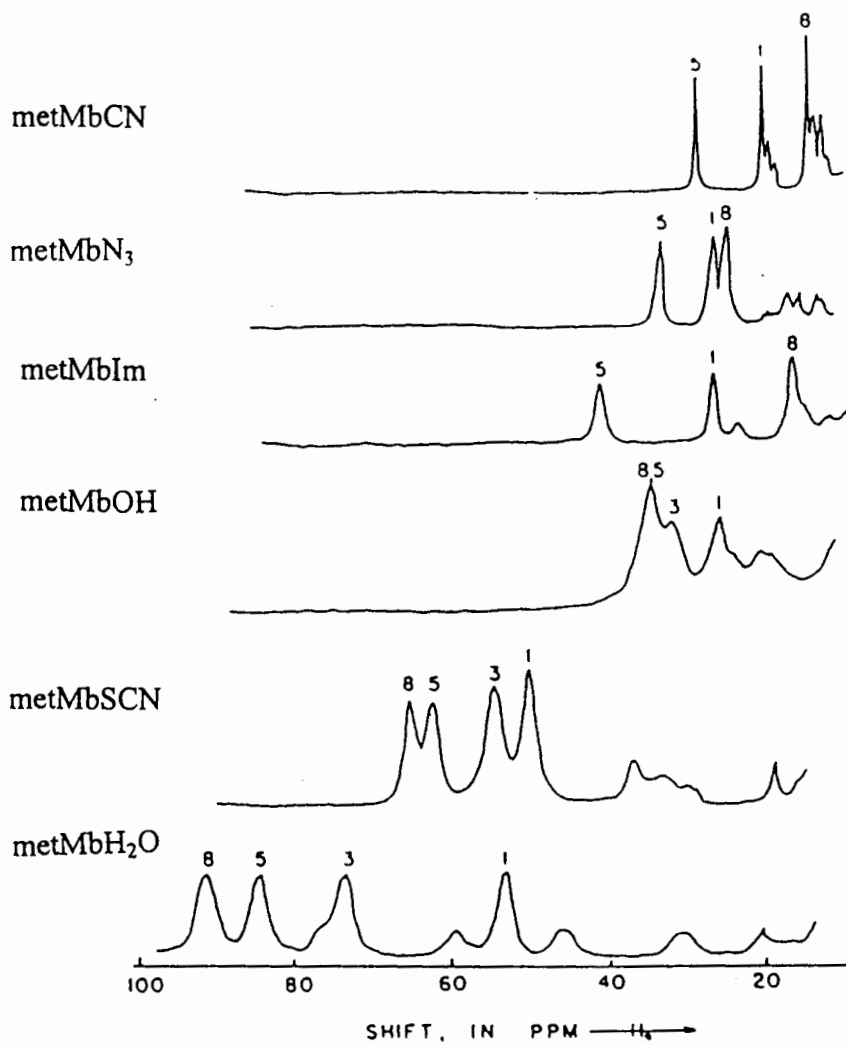 metMbCN
5 1 8
metMbN3
5 1 8
metMbIm
5 1 8
metMbOH
8 5 3 1
metMbSCN
8 5 3 1
metMbH2O
8 5 3 1
100 80 60 40 20
SHIFT, IN PPM